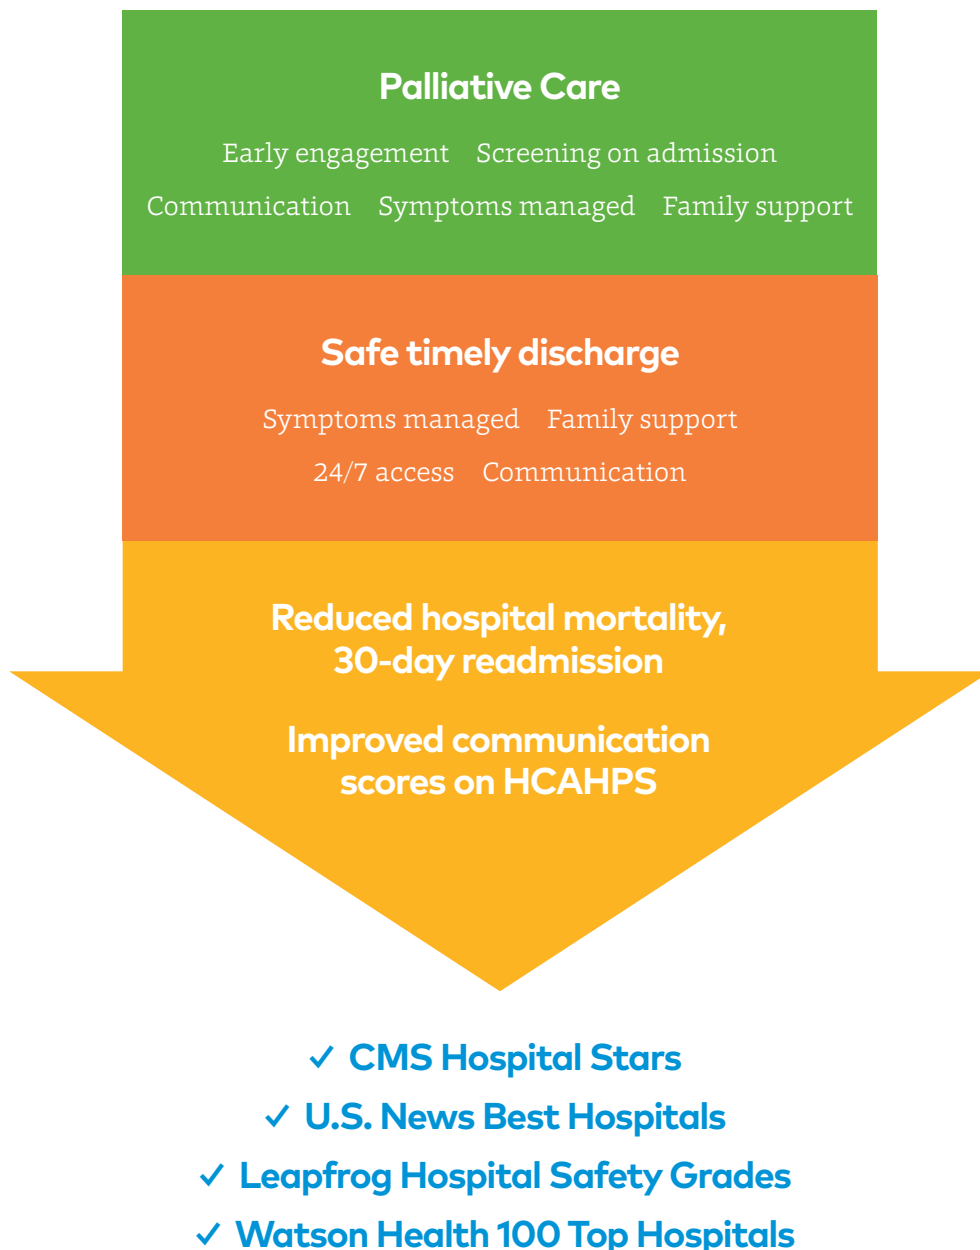 Palliative Care
Early engagement Screening on admission
Communication Symptoms managed Family support
Safe timely discharge
Symptoms managed Family support
24/7 access Communication
Reduced hospital mortality,
30-day readmission
Improved communication
scores on HCAHPS
✓ CMS Hospital Stars
✓ U.S. News Best Hospitals
✓ Leapfrog Hospital Safety Grades
✓ Watson Health 100 Top Hospitals